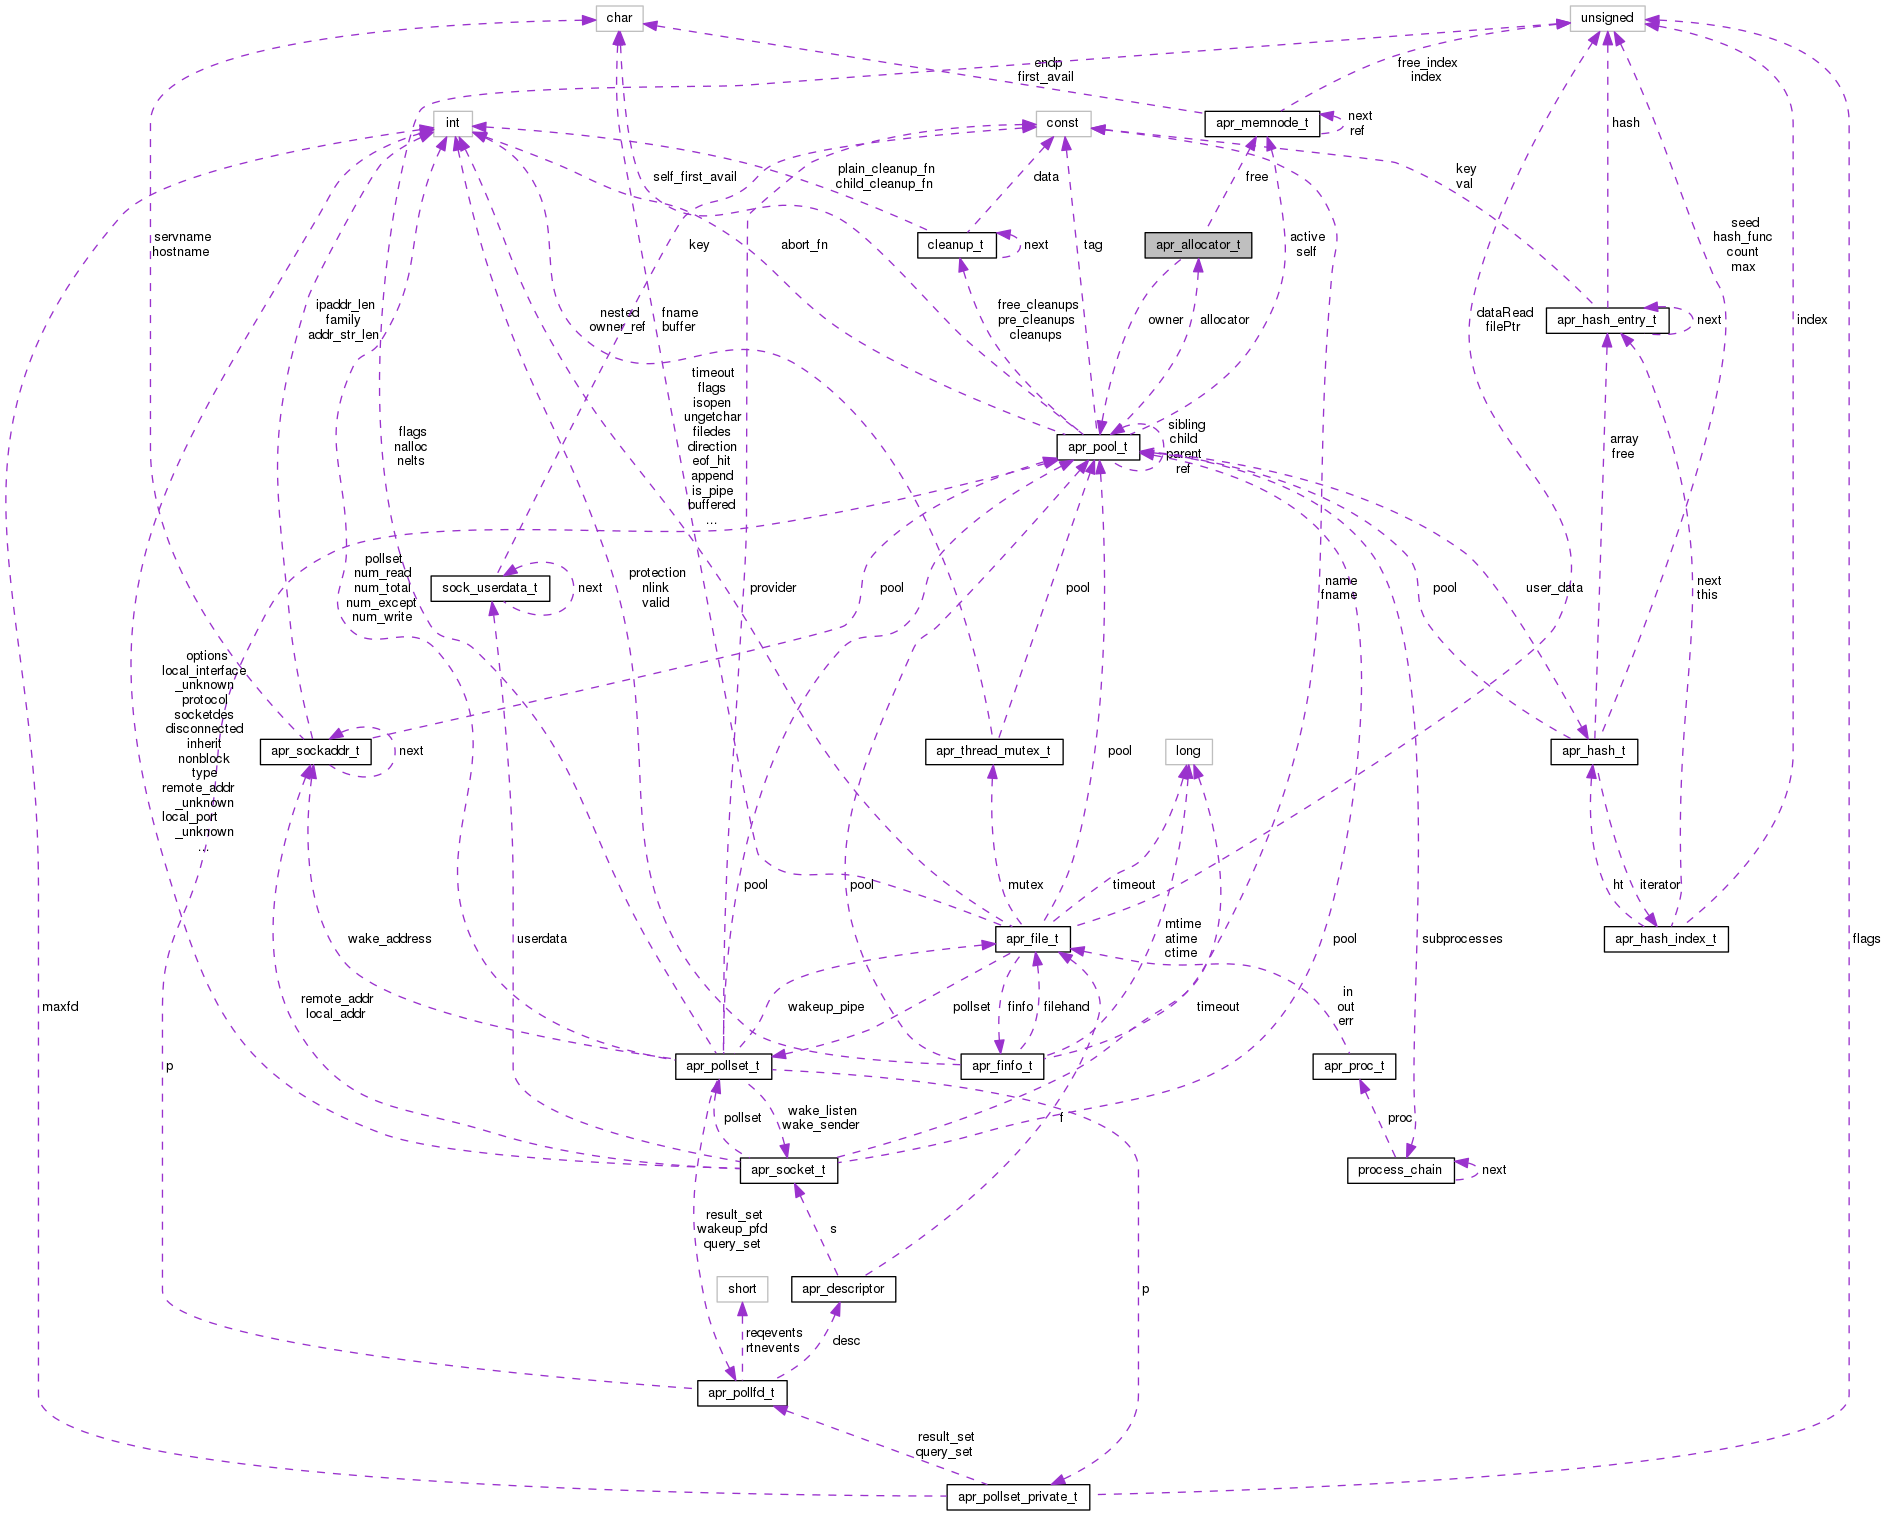 char
unsigned
endp
first_avail
free_index
index
int
const
apr_memnode_t
next
ref
hash
self_first_avail
plain_cleanup_fn
child_cleanup_fn
data
free
key
val
servname
hostname
key
abort_fn
cleanup_t
next
tag
apr_allocator_t
active
self
seed
hash_func
count
max
ipaddr_len
family
addr_str_len
nested
owner_ref
fname
buffer
free_cleanups
pre_cleanups
cleanups
owner
allocator
dataRead
filePtr
apr_hash_entry_t
next
index
flags
nalloc
nelts
timeout
flags
isopen
ungetchar
filedes
direction
eof_hit
append
is_pipe
buffered
...
apr_pool_t
sibling
child
parent
ref
array
free
pollset
num_read
num_total
num_except
num_write
sock_userdata_t
next
protection
nlink
valid
provider
pool
pool
name
fname
pool
user_data
next
this
options
local_interface
_unknown
protocol
socketdes
disconnected
inherit
nonblock
type
remote_addr
_unknown
local_port
_unknown
...
apr_sockaddr_t
next
apr_thread_mutex_t
pool
long
apr_hash_t
pool
pool
mutex
timeout
ht
iterator
wake_address
userdata
apr_file_t
mtime
atime
ctime
pool
subprocesses
apr_hash_index_t
flags
maxfd
remote_addr
local_addr
wakeup_pipe
pollset
finfo
filehand
timeout
in
out
err
p
apr_pollset_t
apr_finfo_t
apr_proc_t
pollset
wake_listen
wake_sender
f
proc
apr_socket_t
process_chain
next
result_set
wakeup_pfd
query_set
s
short
apr_descriptor
p
reqevents
rtnevents
desc
apr_pollfd_t
result_set
query_set
apr_pollset_private_t